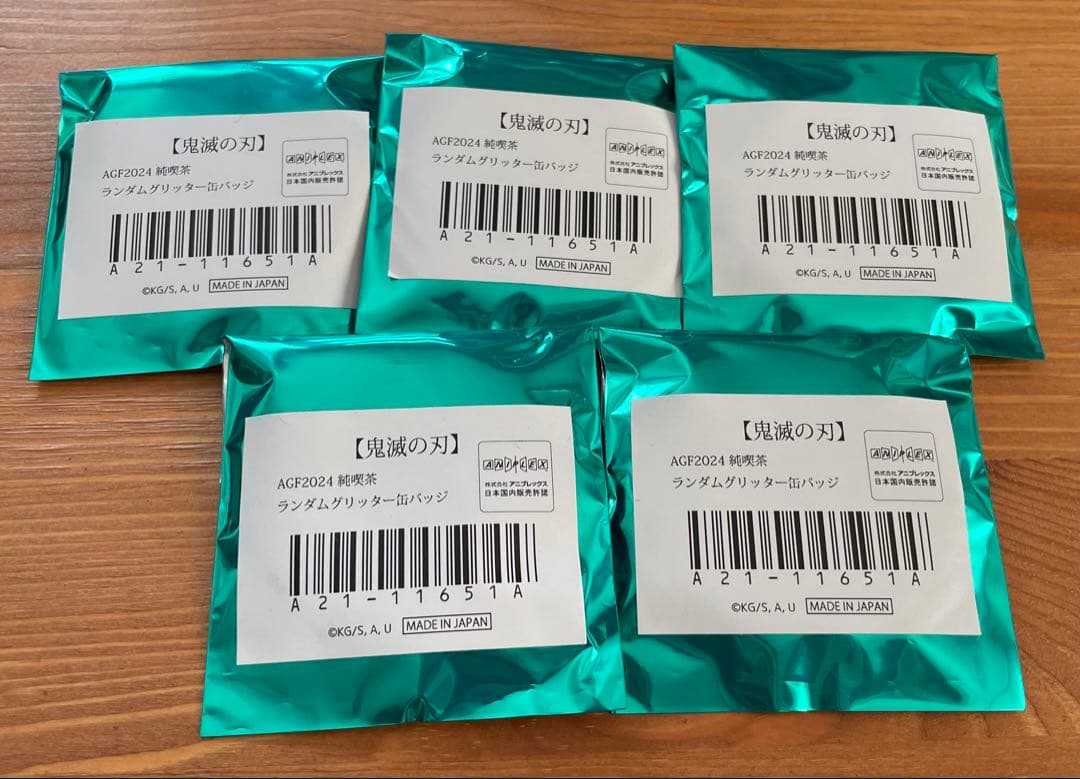 【鬼滅の刃】
AGF2024 純喫茶
ランダムグリッター缶バッジ
ANIPLEX
株式会社アニプレックス
日本国内販売許諾
A21-11651A
©KG/S, A, U MADE IN JAPAN
【鬼滅の刃】
AGF2024 純喫茶
ランダムグリッター缶バッジ
ANIPLEX
株式会社アニプレックス
日本国内販売許諾
A21-11651A
©KG/S, A, U MADE IN JAPAN
【鬼滅の刃】
AGF2024 純喫茶
ランダムグリッター缶バッジ
ANIPLEX
株式会社アニプレックス
日本国内販売許諾
A21-11651A
©KG/S, A, U MADE IN JAPAN
【鬼滅の刃】
AGF2024 純喫茶
ランダムグリッター缶バッジ
ANIPLEX
株式会社アニプレックス
日本国内販売許諾
A21-11651A
©KG/S, A, U MADE IN JAPAN
【鬼滅の刃】
AGF2024 純喫茶
ランダムグリッター缶バッジ
ANIPLEX
株式会社アニプレックス
日本国内販売許諾
A21-11651A
©KG/S, A, U MADE IN JAPAN